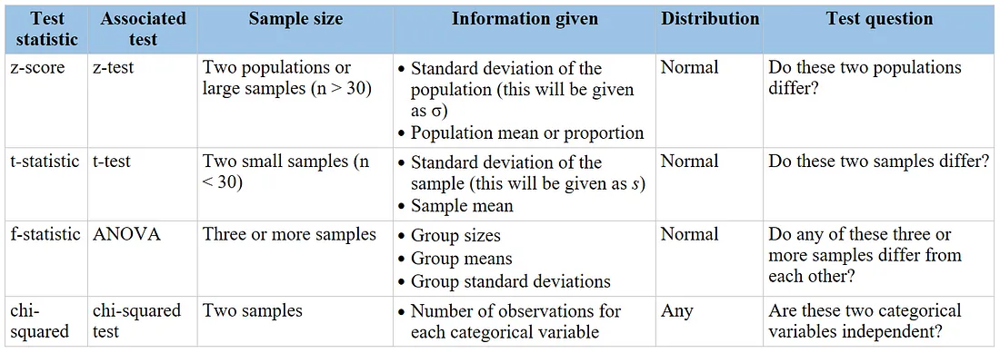 Test statistic
Associated test
Sample size
Information given
Distribution
Test question
z-score
z-test
Two populations or
large samples (n > 30)
• Standard deviation of the
population (this will be given
as σ)
• Population mean or proportion
Normal
Do these two populations
differ?
t-statistic
t-test
Two small samples (n
< 30)
• Standard deviation of the
sample (this will be given as s)
• Sample mean
Normal
Do these two samples differ?
f-statistic
ANOVA
Three or more samples
• Group sizes
• Group means
• Group standard deviations
Normal
Do any of these three or
more samples differ from
each other?
chi-
squared
chi-squared
test
Two samples
• Number of observations for
each categorical variable
Any
Are these two categorical
variables independent?